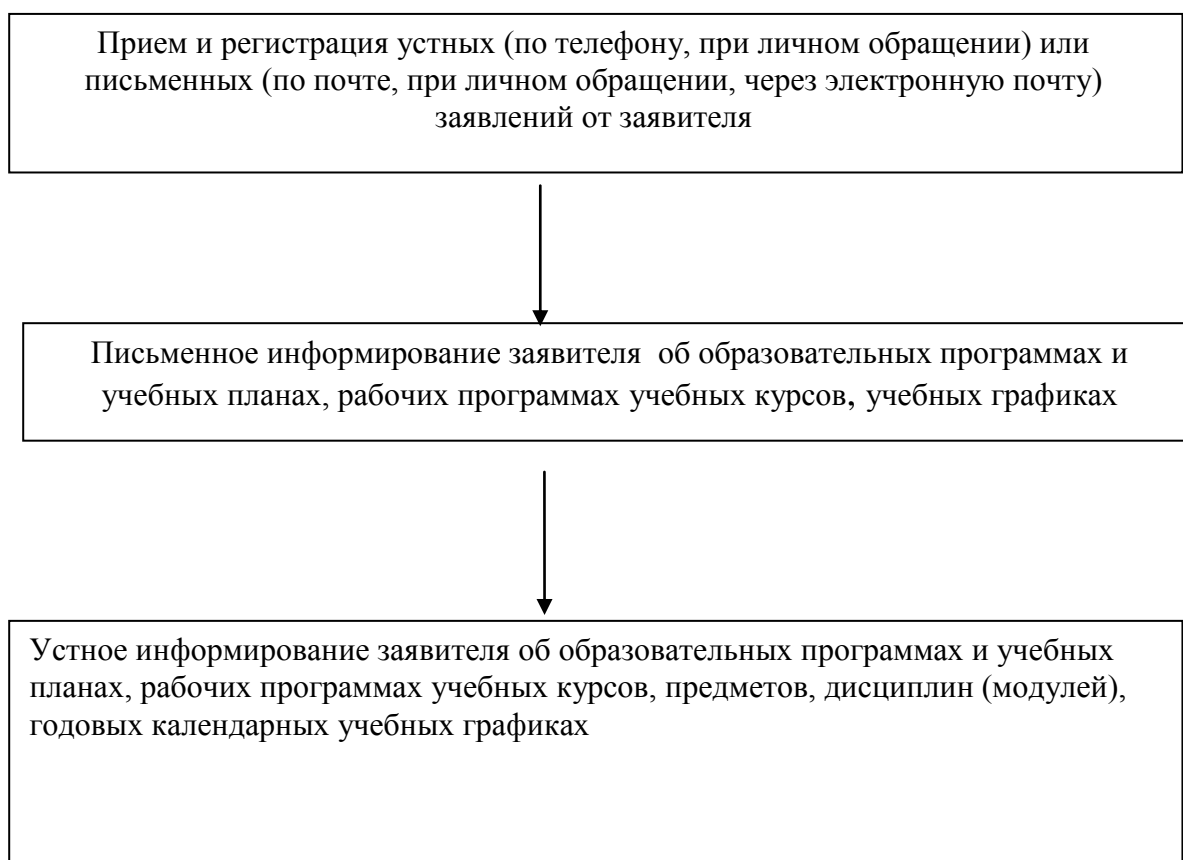 Прием и регистрация устных (по телефону, при личном обращении) или
письменных (по почте, при личном обращении, через электронную почту)
заявлений от заявителя
Письменное информирование заявителя  об образовательных программах и
учебных планах, рабочих программах учебных курсов, учебных графиках
Устное информирование заявителя об образовательных программах и учебных
планах, рабочих программах учебных курсов, предметов, дисциплин (модулей),
годовых календарных учебных графиках